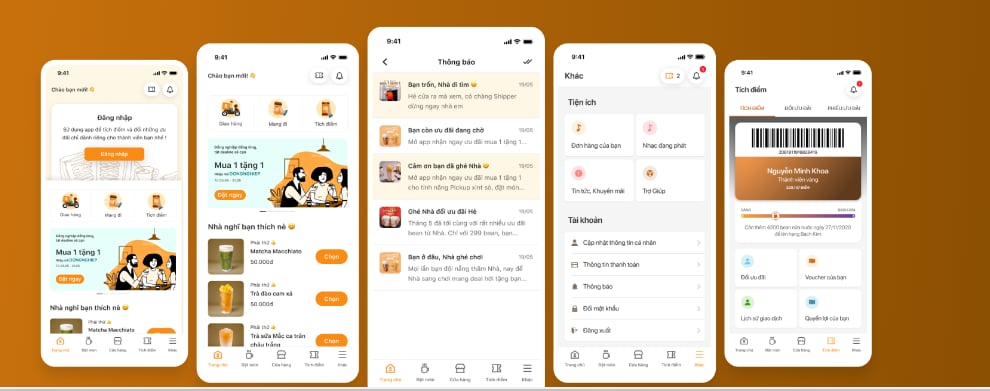 9:41
Chào bạn mới! 👋
Đăng nhập
Sử dụng app để tích điểm và đổi những ưu
đãi chỉ dành riêng cho thành viên bạn nhé !
Đăng nhập
Giao hàng
Mang đi
Tích điểm
Mua 1 tặng 1
Đặt ngay
Nhà nghĩ bạn thích nè 😋
Phải thử 👍
Matcha Macchiato
Trang chủ
Đặt món
Cửa hàng
Tích điểm
Khác
9:41
Chào bạn mới! 👋
Giao hàng
Mang đi
Tích điểm
Mua 1 tặng 1
Đặt ngay
Nhà nghĩ bạn thích nè 😋
Phải thử 👍
Matcha Macchiato
50.000đ
Chọn
Phải thử 👍
Trà đào cam xả
50.000đ
Chọn
Phải thử 👍
Trà sữa Mắc ca trân
châu trắng
Chọn
Trang chủ
Đặt món
Cửa hàng
Tích điểm
Khác
9:41
Thông báo
Bạn trốn, Nhà đi tìm 😋
19/05
Hé cửa ra mà xem, có chàng Shipper
dừng ngay nhà em
Bạn còn ưu đãi đang chờ
19/05
Mở app nhận ngay ưu đãi mua 1 tặng 1...
Cảm ơn bạn đã ghé Nhà 😋
19/05
Mở app nhận ngay ưu đãi mua 1 tặng 1
cho tính năng Pickup xịt sò, đặt món...
Ghé Nhà đổi ưu đãi Hè
19/05
Tháng 5 đã tới cùng với rất nhiều ưu đãi
bean từ Nhà. Chỉ với 299 bean, bạn...
Bạn ở đâu, Nhà ghé chơi
19/05
Mọi lần bạn đội nắng thăm Nhà, nay để
Nhà sang chơi mang deal hời tặng bạn...
Trang chủ
Đặt món
Cửa hàng
Tích điểm
Khác
9:41
Khác
2
Tiện ích
Đơn hàng của bạn
Nhạc đang phát
Tin tức, Khuyến mãi
Trợ Giúp
Tài khoản
Cập nhật thông tin cá nhân
Thông tin thanh toán
Thông báo
Đổi mật khẩu
Đăng xuất
Trang chủ
Đặt món
Cửa hàng
Tích điểm
Khác
9:41
Tích điểm
TÍCH ĐIỂM
ĐỔI ƯU ĐÃI
PHIẾU ƯU ĐÃI
Nguyễn Minh Khoa
Thành viên vàng
Cần thêm 4000 bean nữa trước ngày 27/11/2023
để lên hạng Bạch Kim.
Đổi ưu đãi
Voucher của bạn
Lịch sử giao dịch
Quyền lợi của bạn
Trang chủ
Đặt món
Cửa hàng
Tích điểm
Khác